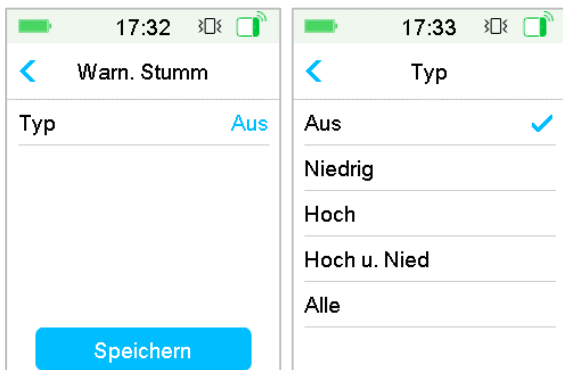 17:32
Warn. Stumm
Typ Aus
Speichern
17:33
Typ
Aus
Niedrig
Hoch
Hoch u. Nied
Alle